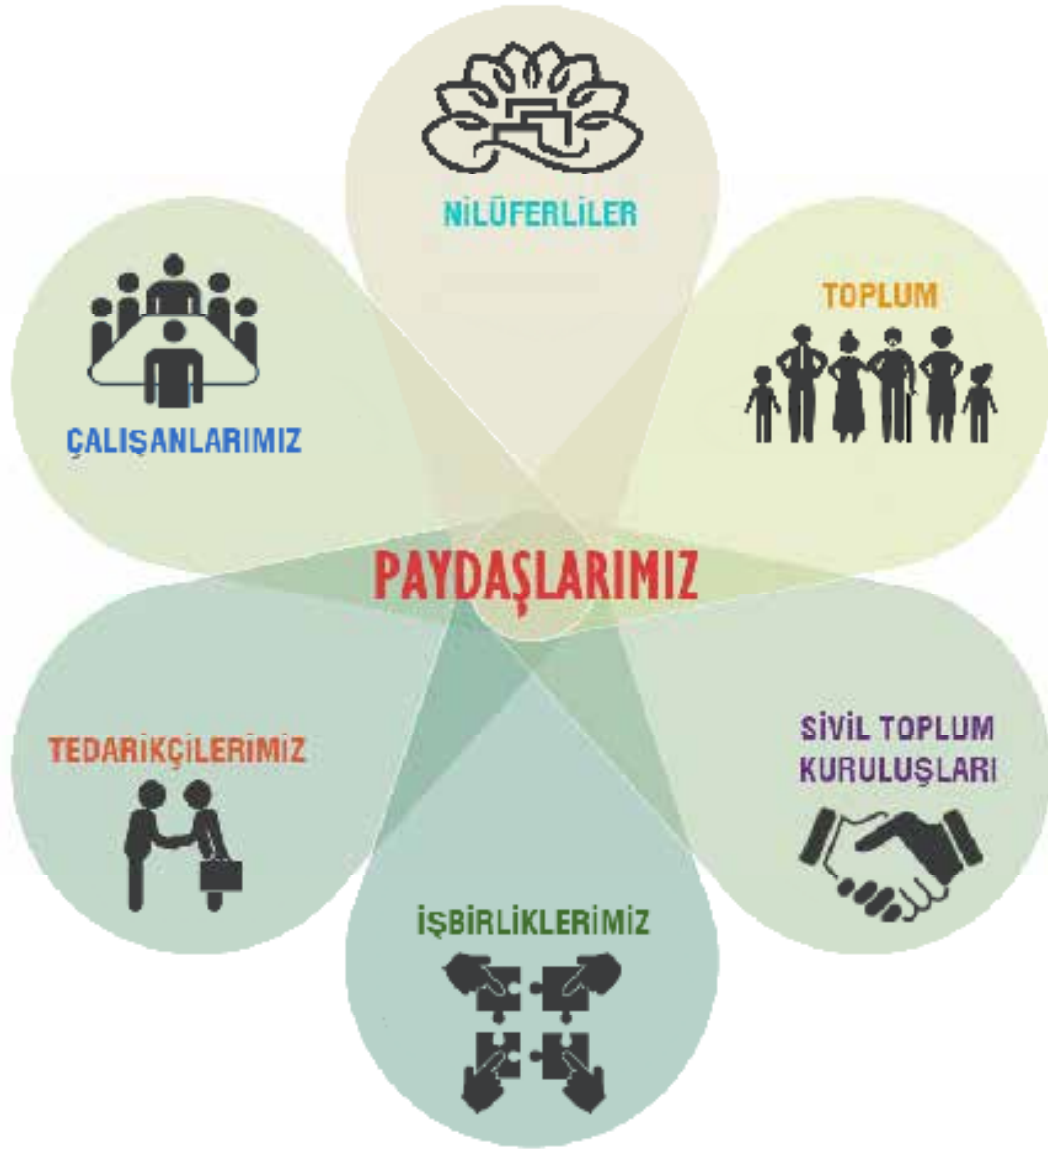 NİLÜFERLİLER
TOPLUM
ÇALIŞANLARIMIZ
PAYDAŞLARIMIZ
SİVİL TOPLUM
KURULUŞLARI
TEDARİKÇİLERİMİZ
İŞBİRLİKLERİMİZ